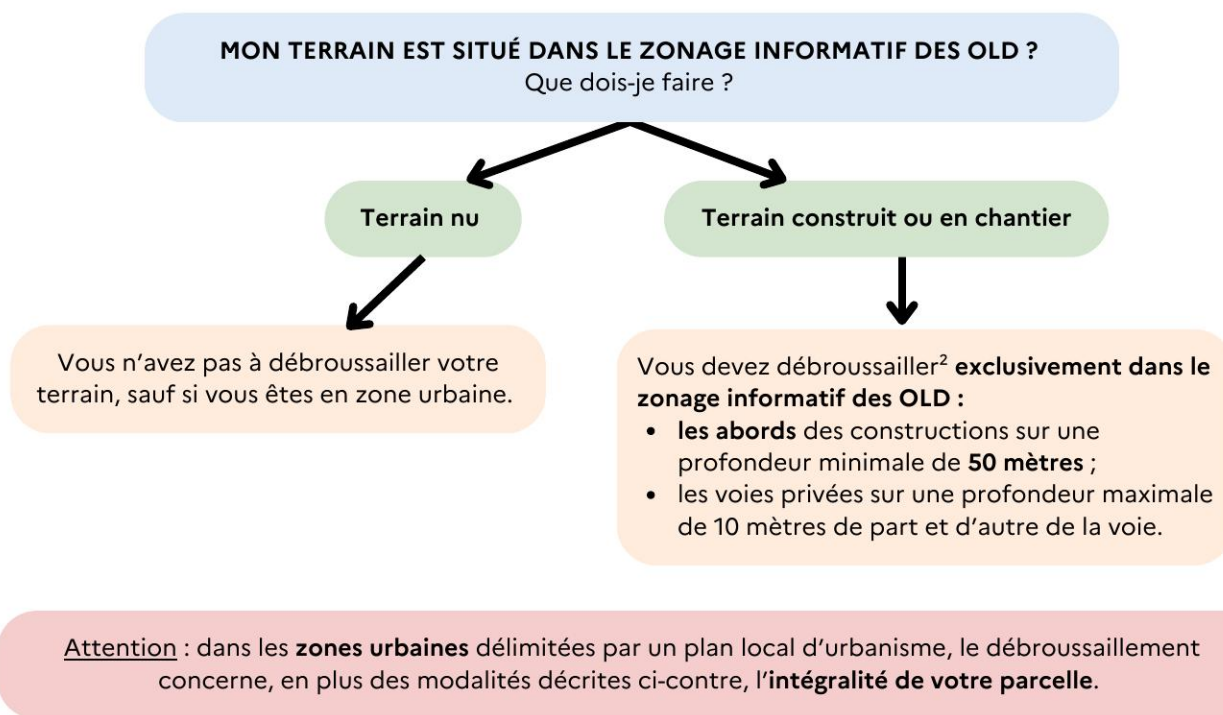 MON TERRAIN EST SITUÉ DANS LE ZONAGE INFORMATIF DES OLD ?
Que dois-je faire ?
Terrain nu
Terrain construit ou en chantier
Vous n'avez pas à débroussailler votre
terrain, sauf si vous êtes en zone urbaine.
Vous devez débroussailler² exclusivement dans le
zonage informatif des OLD :
• les abords des constructions sur une
profondeur minimale de 50 mètres ;
• les voies privées sur une profondeur maximale
de 10 mètres de part et d'autre de la voie.
Attention : dans les zones urbaines délimitées par un plan local d'urbanisme, le débroussaillement
concerne, en plus des modalités décrites ci-contre, l'intégralité de votre parcelle.